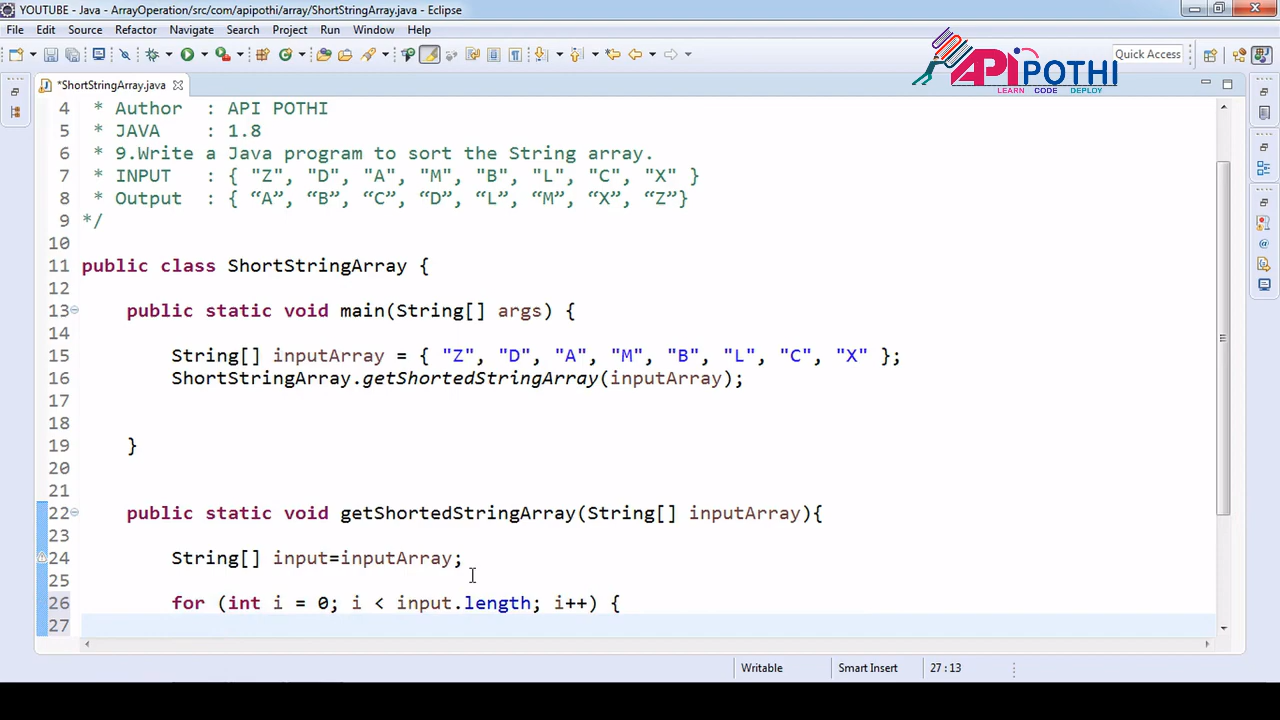 YOUTUBE - Java - ArrayOperation/src/com/apipothi/array/ShortStringArray.java - Eclipse
File Edit Source Refactor Navigate Search Project Run Window Help
Quick Access
APIPOTHI
LEARN CODE DEPLOY
*ShortStringArray.java
4 * Author : API POTHI
5 * JAVA : 1.8
6 * 9.Write a Java program to sort the String array.
7 * INPUT : { "Z", "D", "A", "M", "B", "L", "C", "X" }
8 * Output : { “A”, “B”, “C”, “D”, “L”, “M”, “X”, “Z”}
9 */
10
11 public class ShortStringArray {
12
13 public static void main(String[] args) {
14
15 String[] inputArray = { "Z", "D", "A", "M", "B", "L", "C", "X" };
16 ShortStringArray.getShortedStringArray(inputArray);
17
18
19 }
20
21
22 public static void getShortedStringArray(String[] inputArray){
23
24 String[] input=inputArray;
25
26 for (int i = 0; i < input.length; i++) {
27
Writable Smart Insert 27 : 13